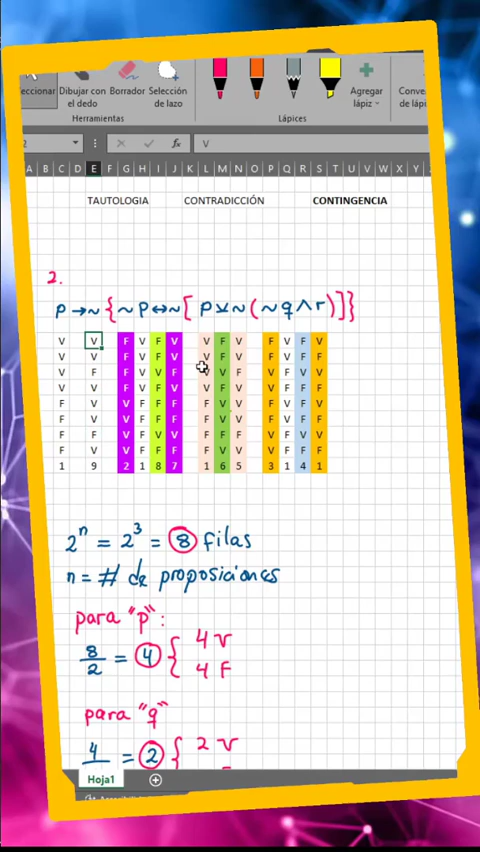 eccionar
Dibujar con
el dedo
Borrador
Selección
de lazo
Agregar
lápiz
Conver
de lápi
Herramientas
Lápices
2
fx
V
A B C D E F G H I J K L M N O P Q R S T U V W X Y
TAUTOLOGIA CONTRADICCIÓN CONTINGENCIA
2.
P → ~ { ~ P ↔ ~ [ P ⊻ ~ ( ~ q ∧ r ) ] }
V V F V F V V F V F V F V
V V F V F V V F V F V F F
V F F V V F V V F V F V V
V V F V F V V F V V F F F
F V V F F F F V V F V F V
F V V F F F F V V F V F F
F F V F V V F F F V F V V
F V V F F F F V V V F F F
1 9 2 1 8 7 1 6 5 3 1 4 1
2ⁿ = 2³ = 8 filas
n = # de proposiciones
para "p":
8/2 = 4 { 4 V
4 F
para "q"
4
= 2 { 2 V
Hoja1